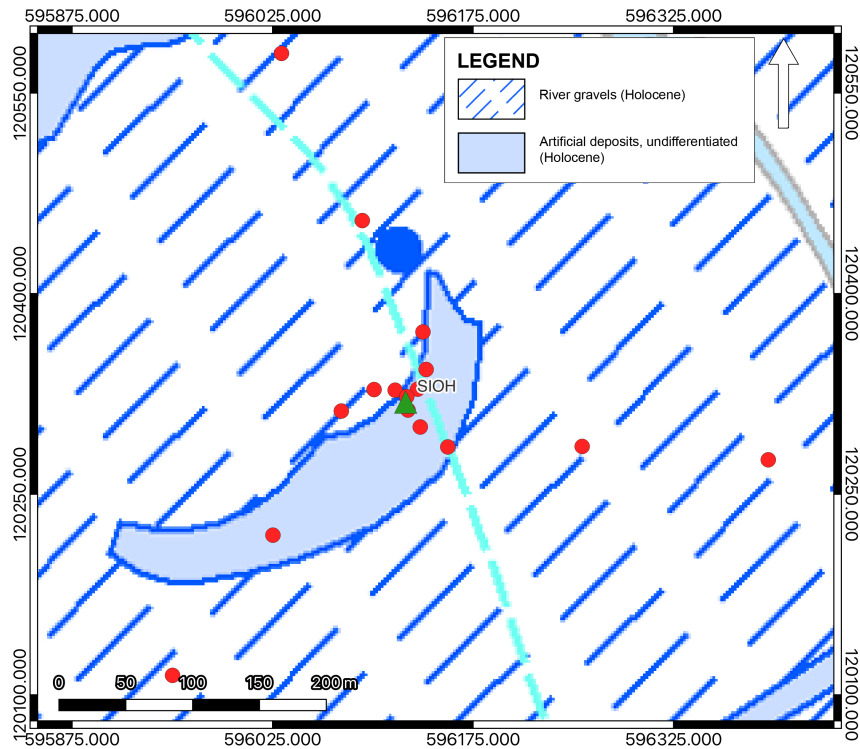 595875.000 596025.000 596175.000 596325.000
120550.000 120550.000
LEGEND
River gravels (Holocene)
Artificial deposits, undifferentiated
(Holocene)
120400.000 120400.000
SIOH
120250.000 120250.000
120100.000 120100.000
0 50 100 150 200 m
595875.000 596025.000 596175.000 596325.000